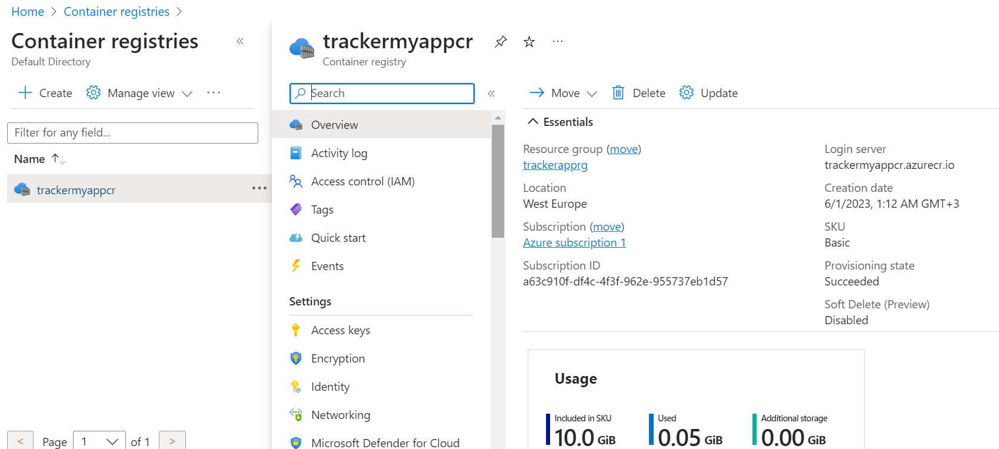 Home > Container registries >
Container registries «
Default Directory
Create Manage view ...
Filter for any field...
Name ↑↓
trackermyappcr ...
< Page 1 of 1 >
trackermyappcr ...
Container registry
Search «
Overview
Activity log
Access control (IAM)
Tags
Quick start
Events
Settings
Access keys
Encryption
Identity
Networking
Microsoft Defender for Cloud
Move Delete Update
Essentials
Resource group (move)
trackerapprg
Location
West Europe
Subscription (move)
Azure subscription 1
Subscription ID
a63c910f-df4c-4f3f-962e-955737eb1d57
Login server
trackermyappcr.azurecr.io
Creation date
6/1/2023, 1:12 AM GMT+3
SKU
Basic
Provisioning state
Succeeded
Soft Delete (Preview)
Disabled
Usage
Included in SKU
10.0 GiB
Used
0.05 GiB
Additional storage
0.00 GiB